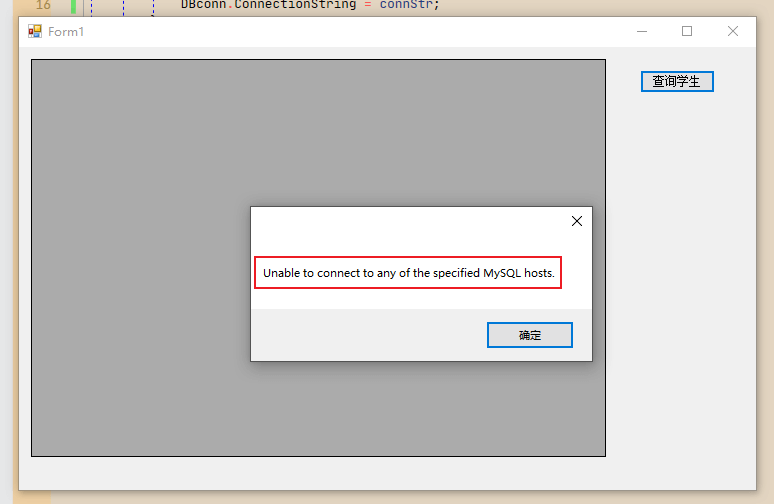 16
DBconn.ConnectionString = connStr;
Form1
查询学生
Unable to connect to any of the specified MySQL hosts.
确定